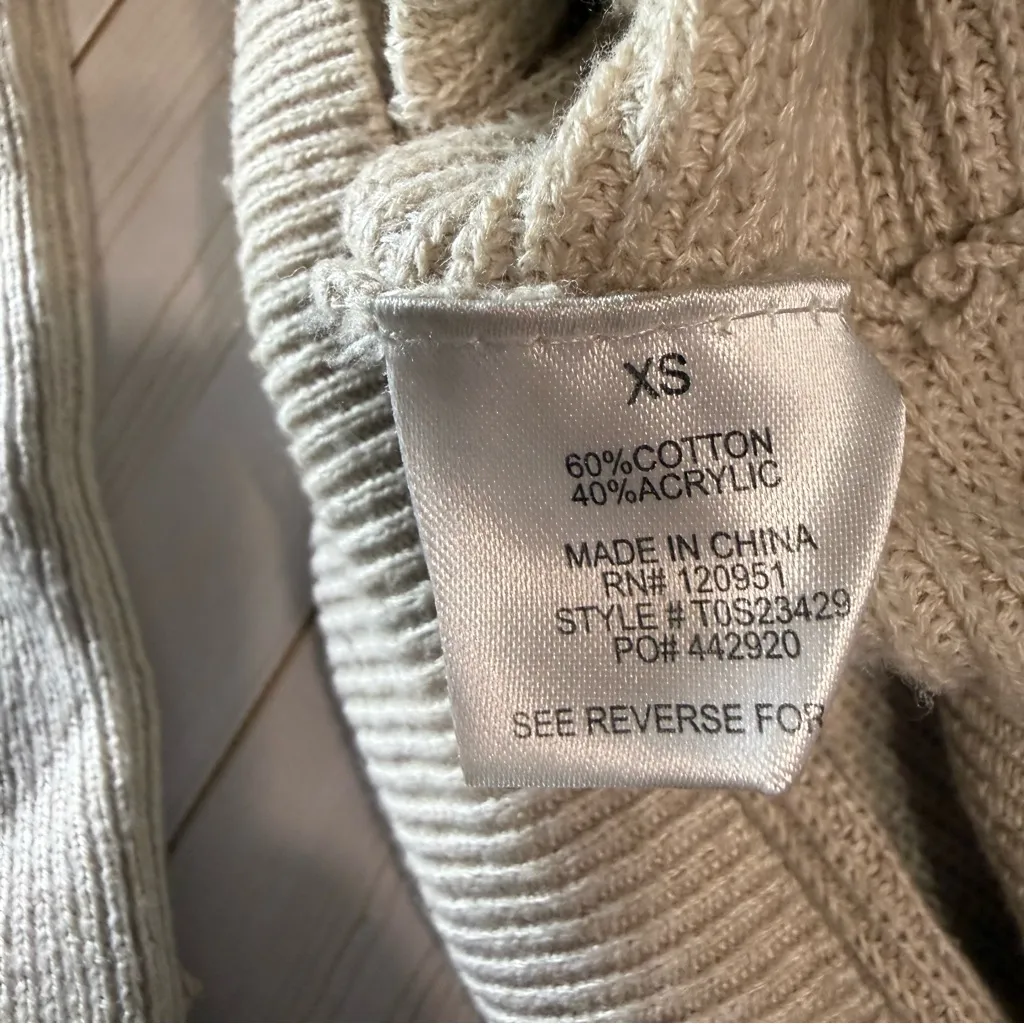 XS
60%COTTON
40%ACRYLIC
MADE IN CHINA
RN# 120951
STYLE # T0S23429
PO# 442920
SEE REVERSE FOR